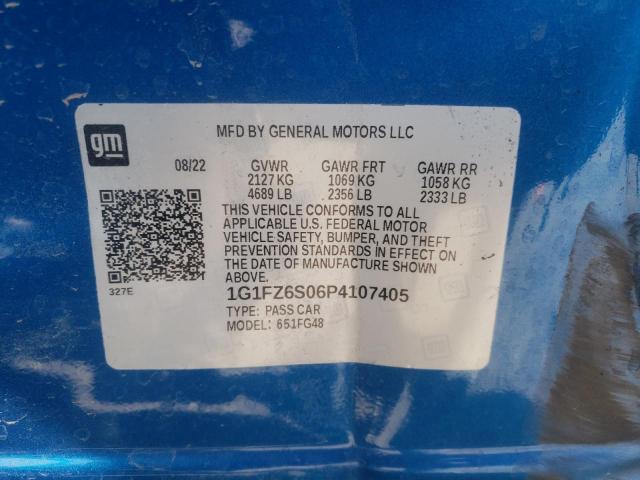 gm
MFD BY GENERAL MOTORS LLC
08/22 GVWR GAWR FRT GAWR RR
2127 KG 1069 KG 1058 KG
4689 LB 2356 LB 2333 LB
THIS VEHICLE CONFORMS TO ALL
APPLICABLE U.S. FEDERAL MOTOR
VEHICLE SAFETY, BUMPER, AND THEFT
PREVENTION STANDARDS IN EFFECT ON
THE DATE OF MANUFACTURE SHOWN
ABOVE.
327E
1G1FZ6S06P4107405
TYPE: PASS CAR
MODEL: 651FG48